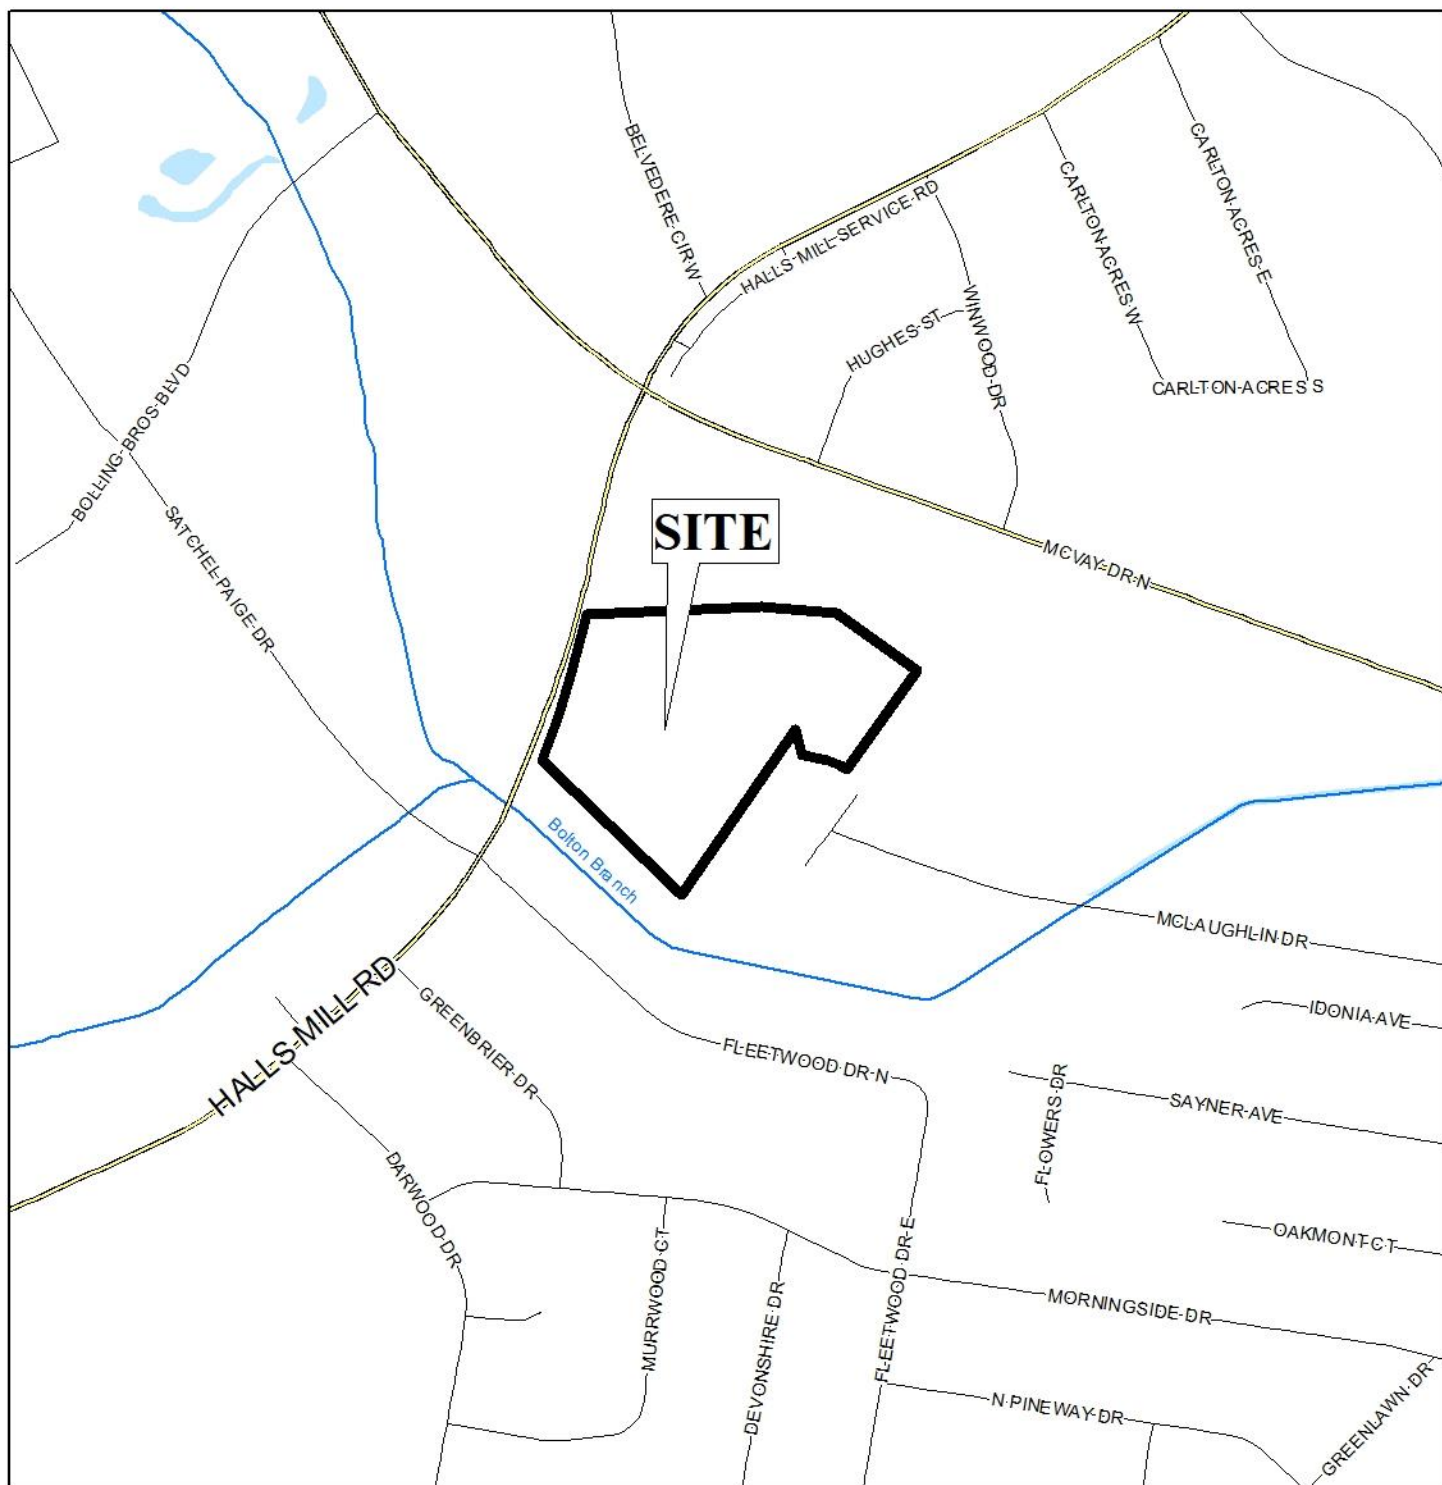 BELVEDERE CIR W
CARLTON ACRES E
CARLTON ACRES W
HALLS MILL SERVICE RD
WINWOOD DR
HUGHES ST
CARLTON ACRES S
BOLLING BROS BLVD
SATCHEL PAIGE DR
SITE
MCVAY DR N
Bolton Branch
MCLAUGHLIN DR
HALLS MILL RD
GREENBRIER DR
IDONIA AVE
FLEETWOOD DR N
FLOWERS DR
SAYNER AVE
DARWOOD DR
FLEETWOOD DR E
OAKMONT CT
MURRWOOD CT
DEVONSHIRE DR
MORNINGSIDE DR
N PINEWAY DR
GREENLAWN DR